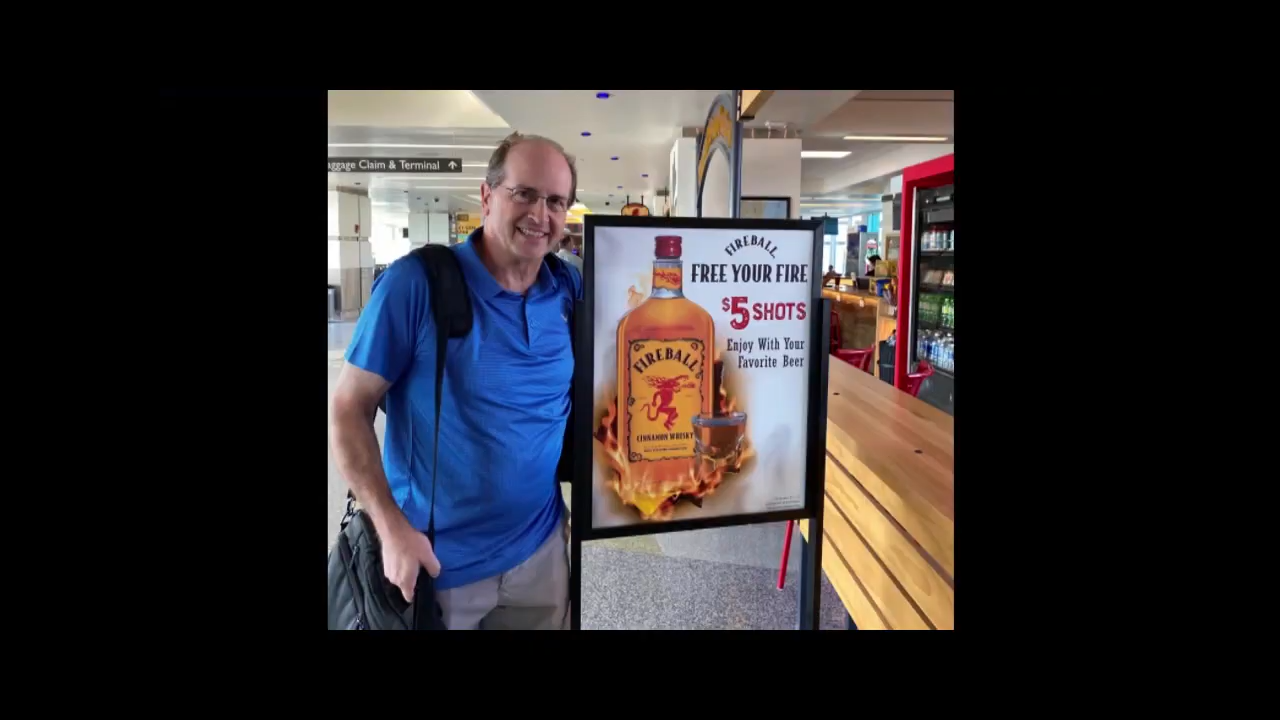 aggage Claim & Terminal ↑
FIREBALL
FREE YOUR FIRE
$5 SHOTS
Enjoy With Your
Favorite Beer
FIREBALL
CINNAMON WHISKY